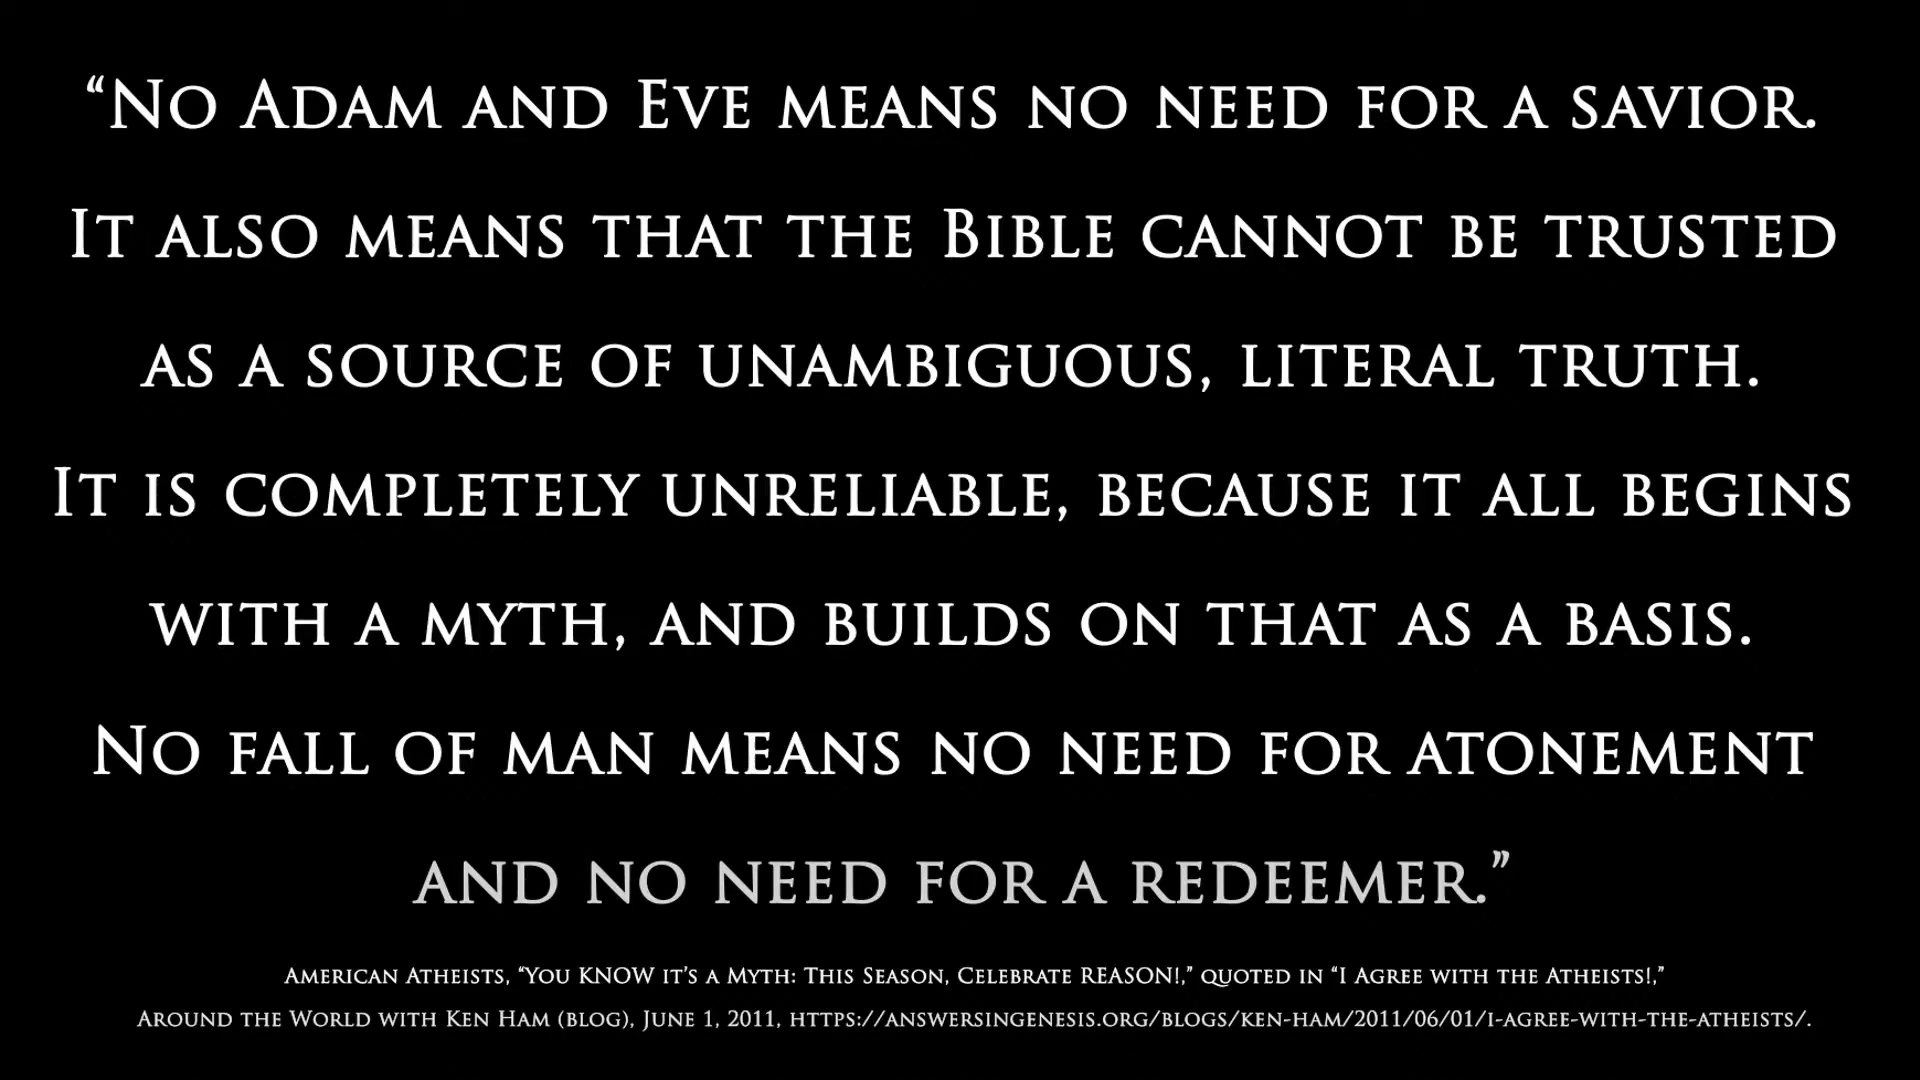 “No Adam and Eve means no need for a savior.
It also means that the Bible cannot be trusted
as a source of unambiguous, literal truth.
It is completely unreliable, because it all begins
with a myth, and builds on that as a basis.
No fall of man means no need for atonement
and no need for a redeemer.”
American Atheists, “You KNOW it’s a Myth: This Season, Celebrate REASON!,” quoted in “I Agree with the Atheists!,”
Around the World with Ken Ham (blog), June 1, 2011, https://answersingenesis.org/blogs/ken-ham/2011/06/01/i-agree-with-the-atheists/.